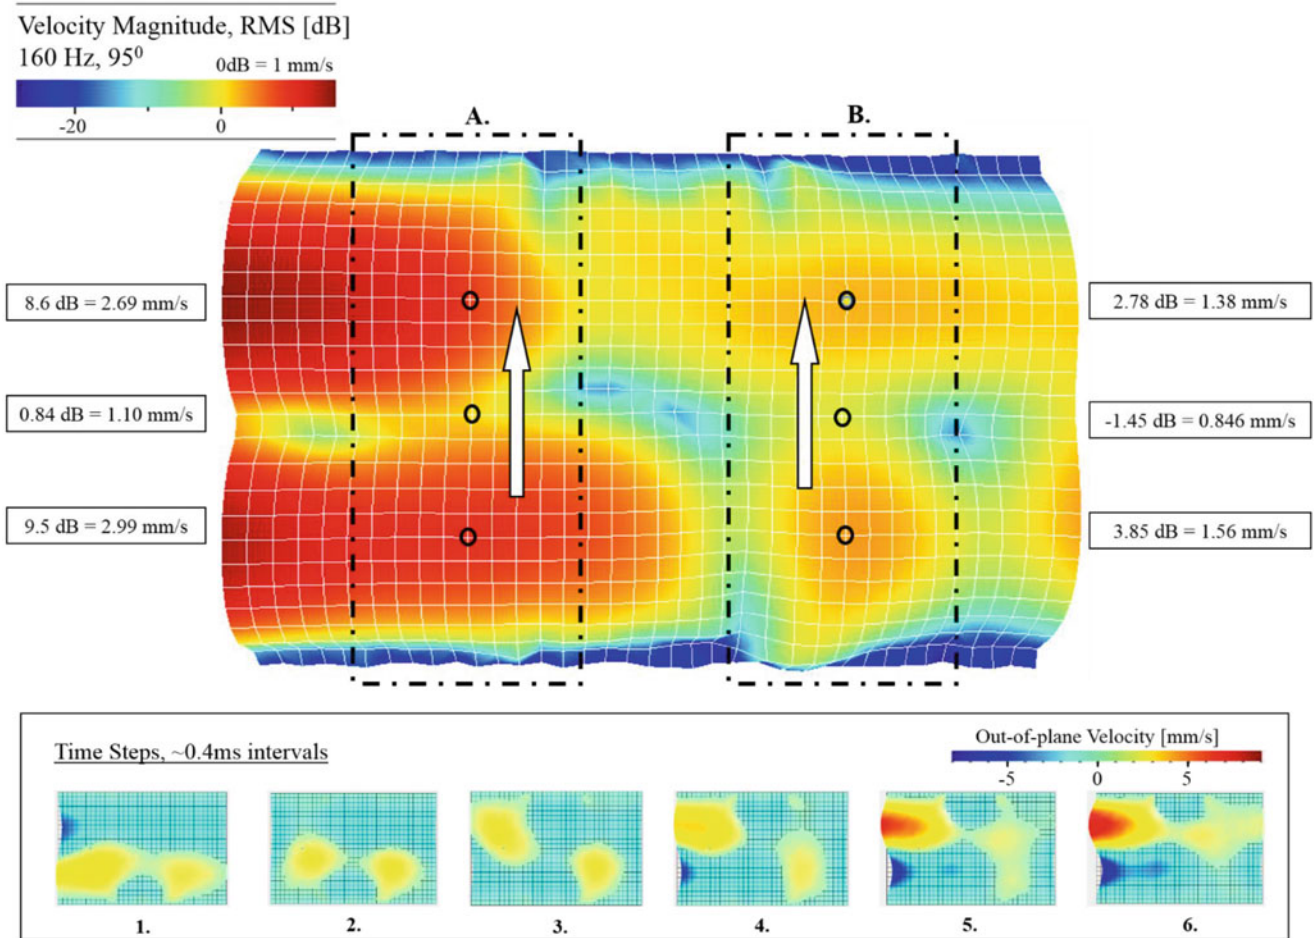 Velocity Magnitude, RMS [dB]
160 Hz, 95⁰
0dB = 1 mm/s
-20 0
A. B.
8.6 dB = 2.69 mm/s
2.78 dB = 1.38 mm/s
0.84 dB = 1.10 mm/s
-1.45 dB = 0.846 mm/s
9.5 dB = 2.99 mm/s
3.85 dB = 1.56 mm/s
Time Steps, ~0.4ms intervals
Out-of-plane Velocity [mm/s]
-5 0 5
1. 2. 3. 4. 5. 6.